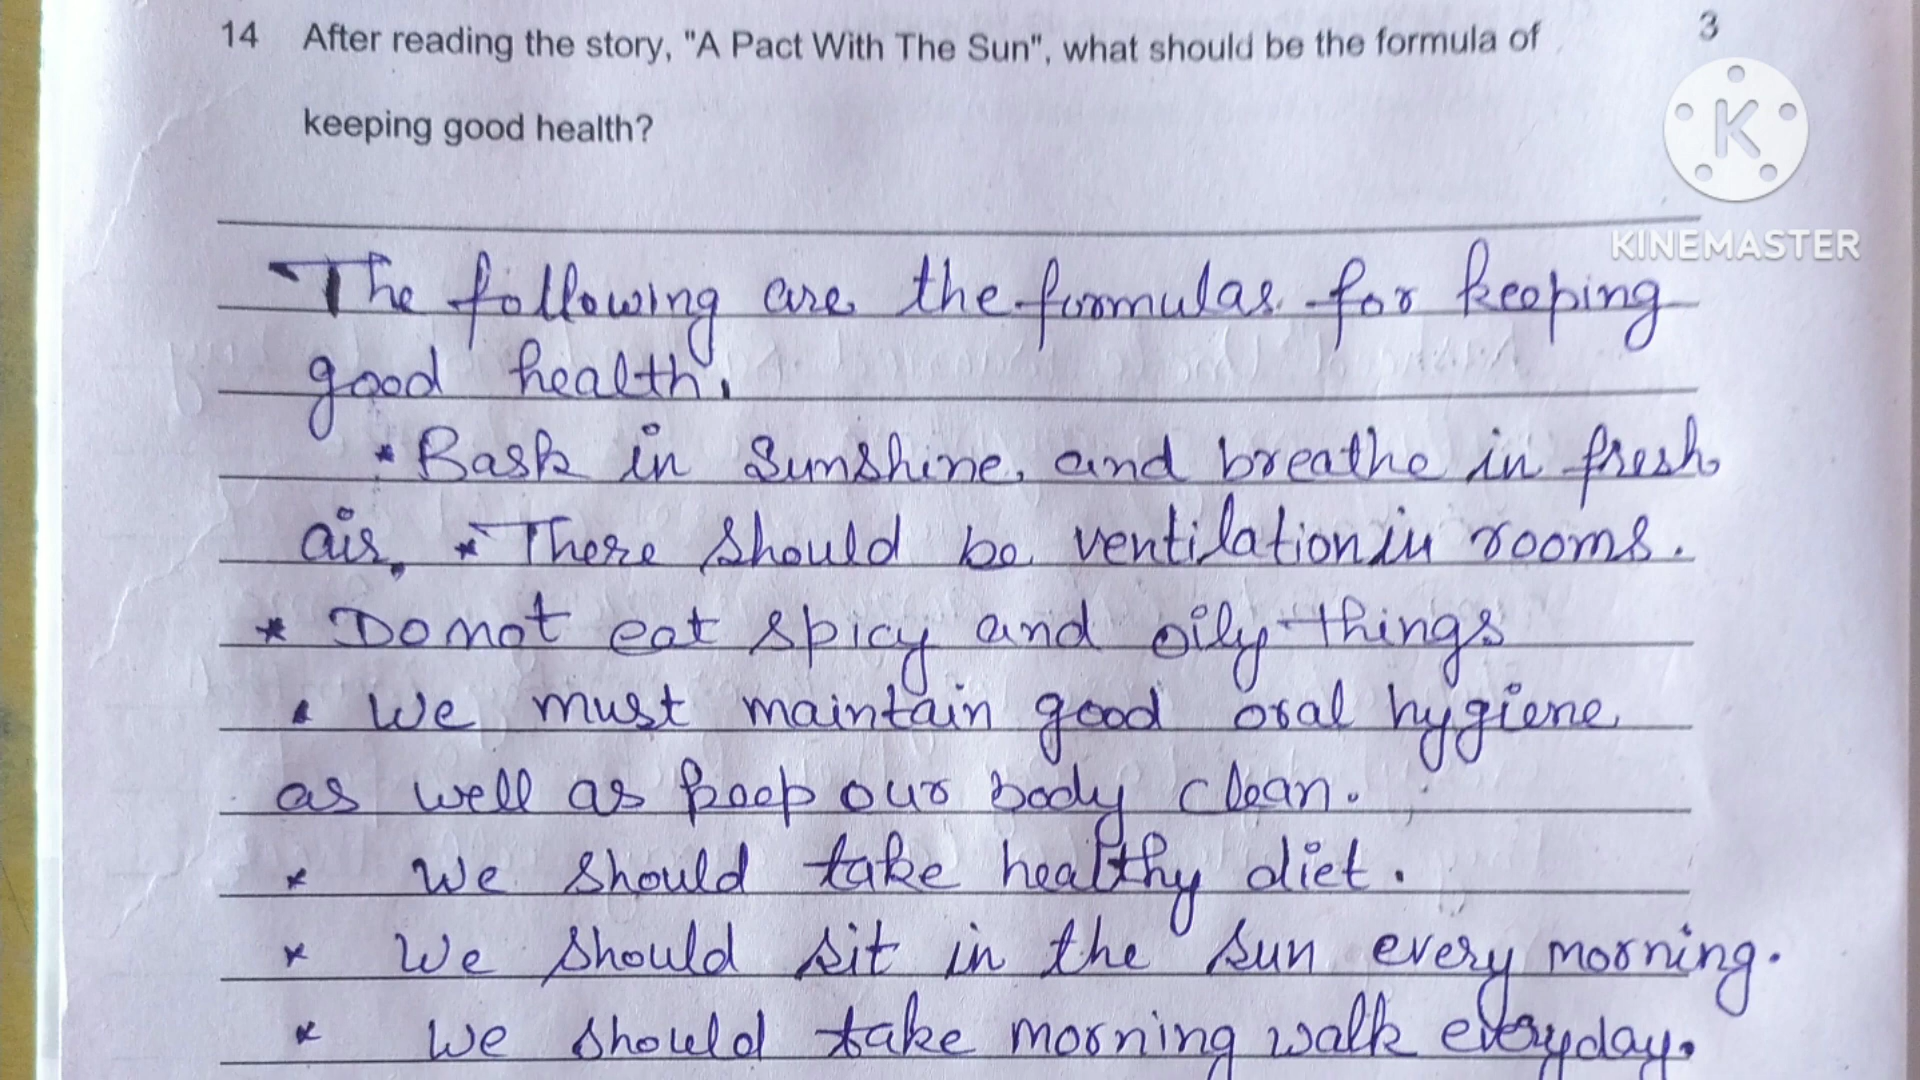 14 After reading the story, "A Pact With The Sun", what should be the formula of 3
keeping good health?
K
KINEMASTER
The following are the formulas for keeping
good health.
* Bask in Sunshine, and breathe in fresh
air. * There should be ventilation in rooms.
* Do not eat spicy and oily things
* We must maintain good oral hygiene
as well as keep our body clean.
* We should take healthy diet.
* We should sit in the sun every morning.
* We should take morning walk everyday.